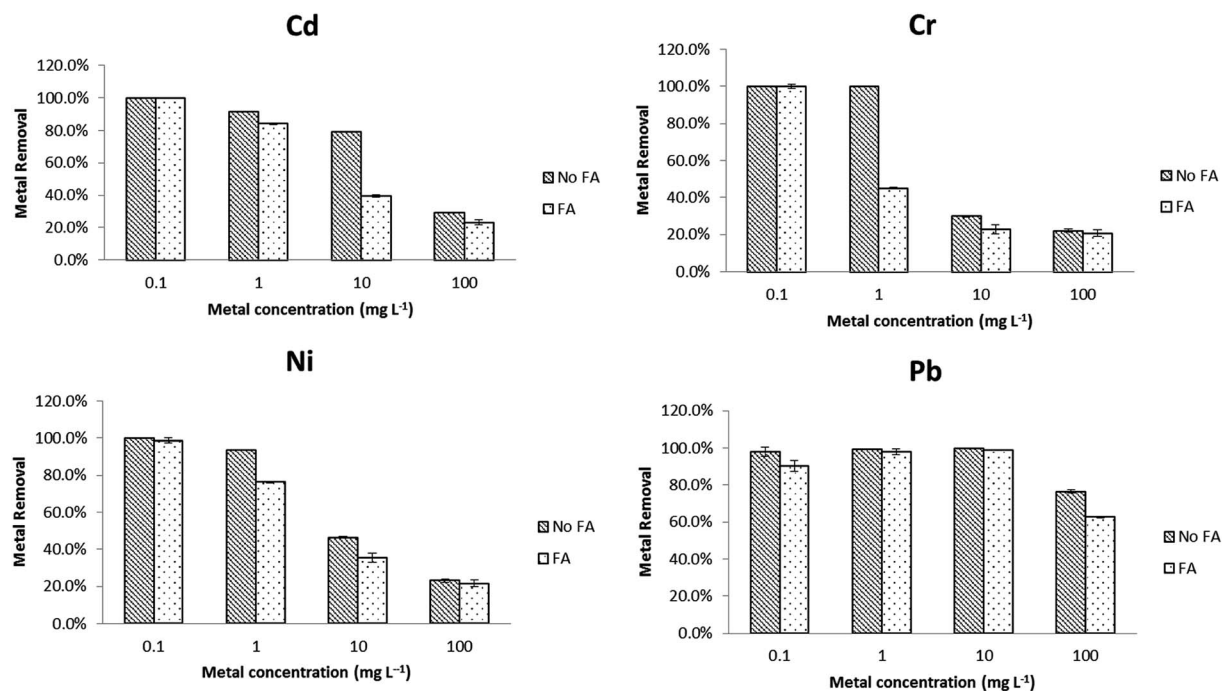 Cd
120.0%
100.0%
80.0%
60.0%
40.0%
20.0%
0.0%
Metal Removal
0.1 1 10 100
Metal concentration (mg L⁻¹)
No FA
FA
Cr
120.0%
100.0%
80.0%
60.0%
40.0%
20.0%
0.0%
Metal Removal
0.1 1 10 100
Metal concentration (mg L⁻¹)
No FA
FA
Ni
120.0%
100.0%
80.0%
60.0%
40.0%
20.0%
0.0%
Metal Removal
0.1 1 10 100
Metal concentration (mg L⁻¹)
No FA
FA
Pb
120.0%
100.0%
80.0%
60.0%
40.0%
20.0%
0.0%
Metal Removal
0.1 1 10 100
Metal concentration (mg L⁻¹)
No FA
FA